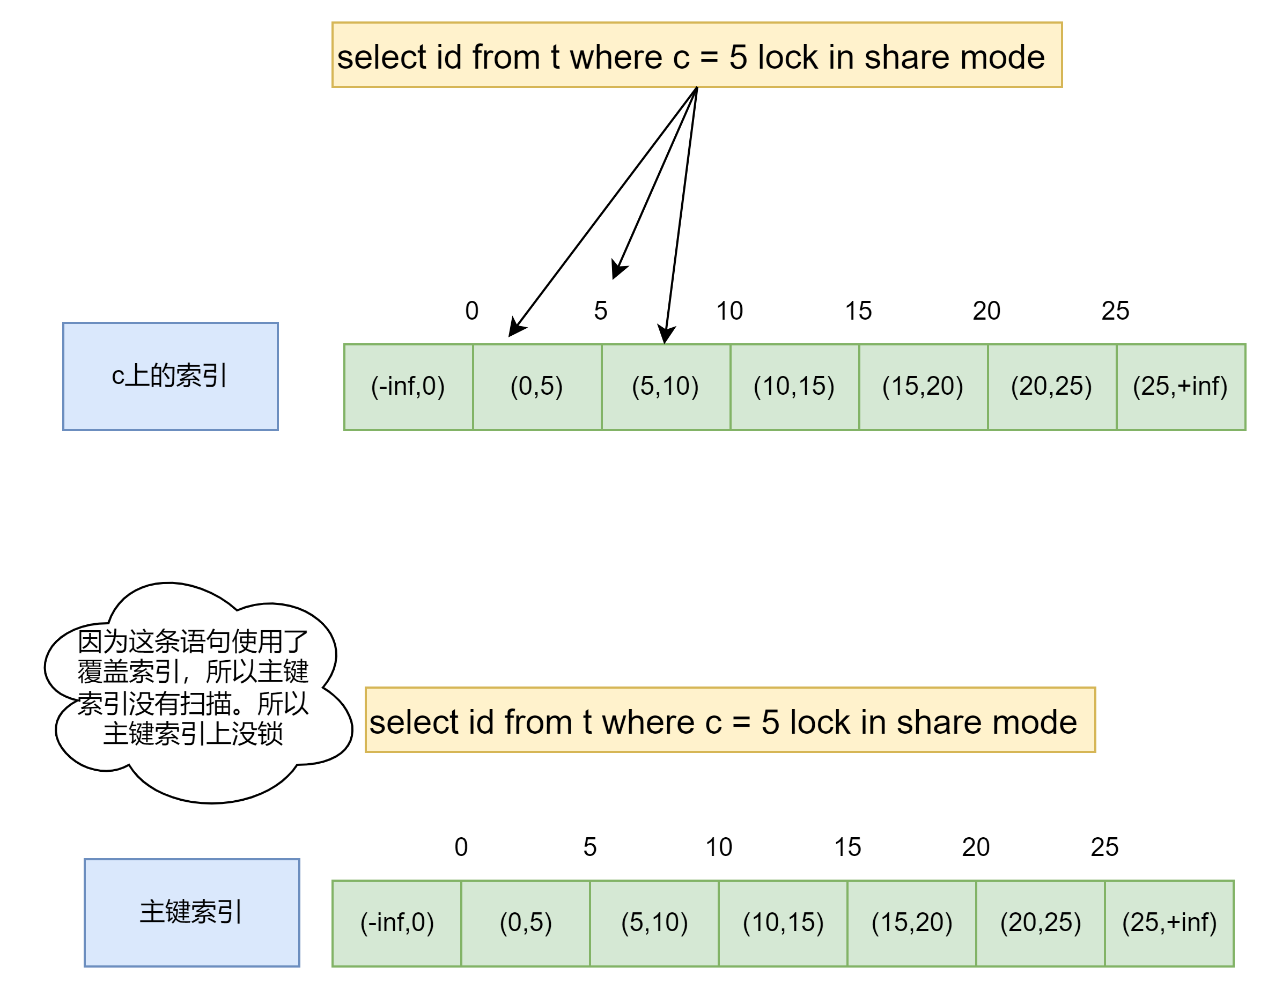 select id from t where c = 5 lock in share mode
0 5 10 15 20 25
c上的索引
(-inf,0) (0,5) (5,10) (10,15) (15,20) (20,25) (25,+inf)
因为这条语句使用了
覆盖索引，所以主键
索引没有扫描。所以
主键索引上没锁
select id from t where c = 5 lock in share mode
0 5 10 15 20 25
主键索引
(-inf,0) (0,5) (5,10) (10,15) (15,20) (20,25) (25,+inf)